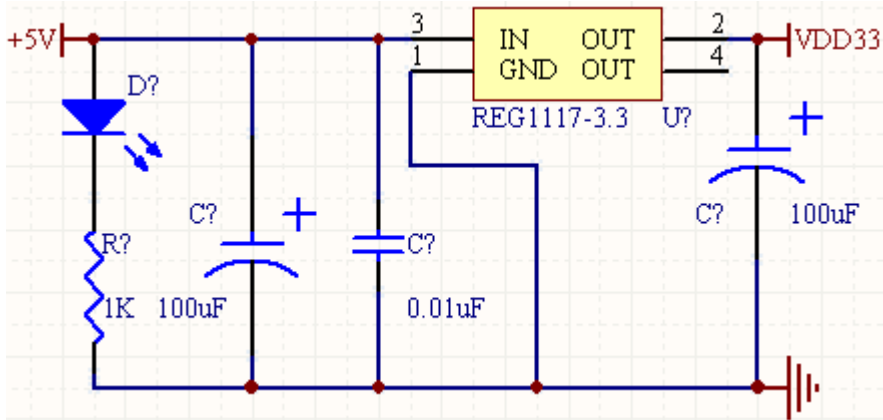 +5V
3
IN OUT
2
VDD33
1
GND OUT
4
D?
REG1117-3.3 U?
C?
C?
100uF
R?
C?
1K
100uF
0.01uF